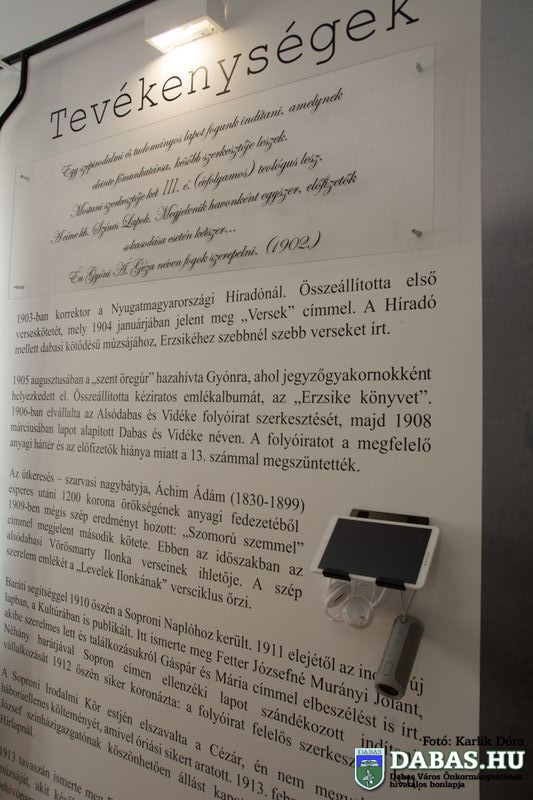 Tevékenységek
Egy szépirodalmi és tudományos lapot fogunk indítani, amelynek
eleinte főmunkatársa, később szerkesztője leszek.
Mostani szerkesztője két III. é. (évfolyamos) teológus lesz.
A címe kb. Színes Lapok. Megjelenik havonként egyszer, előfizetők
sokasodása esetén kétszer...
Én Gyóni A. Géza néven fogok szerepelni. (1902.)
1903-ban korrektor a Nyugatmagyarországi Híradónál. Összeállította első
verseskötetét, mely 1904 januárjában jelent meg „Versek” címmel. A Híradó
mellett dabasi kötődésű múzsájához, Erzsikéhez szebbnél szebb verseket írt.
1905 augusztusában a „szent öregúr” hazahívta Gyónra, ahol jegyzőgyakornokként
helyezkedett el. Összeállította kéziratos emlékalbumát, az „Erzsike könyvet”.
1906-ban elvállalta az Alsódabas és Vidéke folyóirat szerkesztését, majd 1908
márciusában lapot alapított Dabas és Vidéke néven. A folyóiratot a megfelelő
anyagi háttér és az előfizetők hiánya miatt a 13. számmal megszüntették.
Az útkeresés – szarvasi nagybátyja, Áchim Ádám (1830-1899)
esperes utáni 1200 korona örökségének anyagi fedezetéből
1909-ben mégis szép eredményt hozott: „Szomorú szemmel”
címmel megjelent második kötete. Ebben az időszakban az
alsódabasi Vörösmarty Ilonka verseinek ihletője. A szép
szerelem emlékét a „Levelek Ilonkának” versciklus őrzi.
Baráti segítséggel 1910 őszén a Soproni Naplóhoz került. 1911 elejétől az új
lapban, a Kultúrában is publikált. Itt ismerte meg Fetter Józsefné Murányi Jolánt,
akibe szerelmes lett és találkozásukról Gáspár és Mária címmel elbeszélést is írt.
Néhány barátjával Sopron címen ellenzéki lapot szándékozott
vállalkozását 1912 őszén siker koronázta: a folyóirat felelős
A Soproni Irodalmi Kör estjén elszavalta a Cézár, én nem
háborúellenes költeményét, amivel óriási sikert aratott. 1913.
József színházigazgatónak köszönhetően állást
Hírlapnál.
1913 tavaszán ismerte meg
múzsáját, akit
Fotó: Karlik Dóra
DABAS
DABAS.HU
Dabas Város Önkormányzatának
hivatalos honlapja